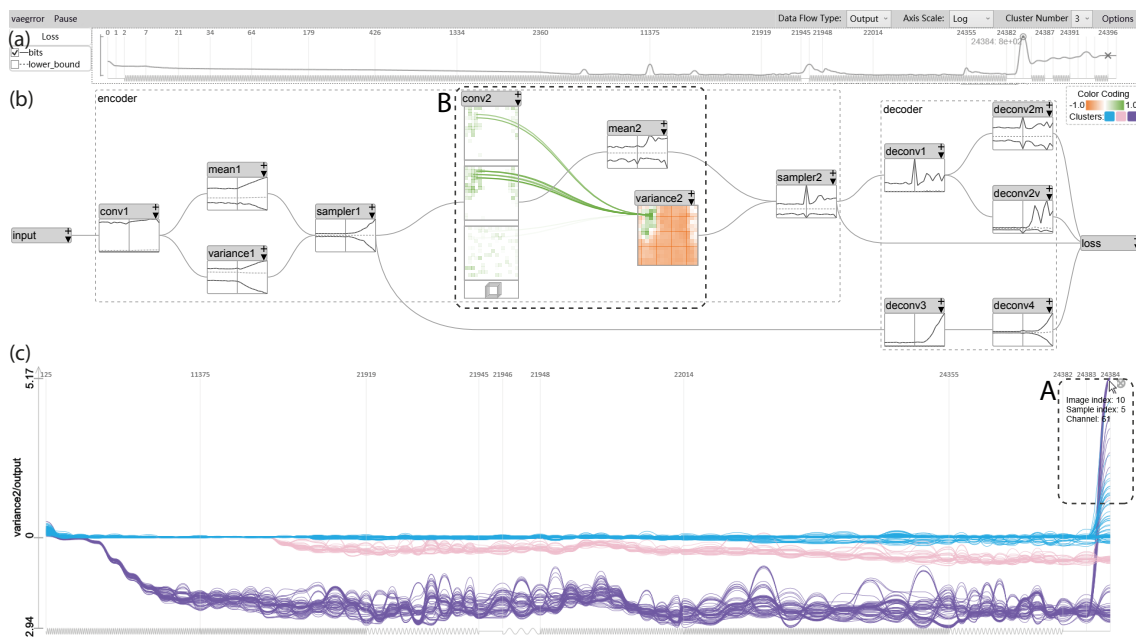 vaeerror Pause Data Flow Type: Output Axis Scale: Log Cluster Number 3 Options
(a) Loss
bits
lower_bound
0 1 2 7 21 34 64 179 426 1334 2360 11375 21919 21945 21948 22014 24355 24382 24387 24391 24396
24384: 8e+02
(b)
encoder
B
conv2
mean2
variance2
mean1
variance1
conv1
sampler1
input
sampler2
decoder
deconv1
deconv2m
deconv2v
loss
deconv3
deconv4
Color Coding
-1.0 1.0
Clusters:
(c)
5.17
0
2.94
variance2/output
125 11375 21919 21945 21946 21948 22014 24355 24382 24383 24384
A
Image index: 10
Sample index: 5
Channel: 61